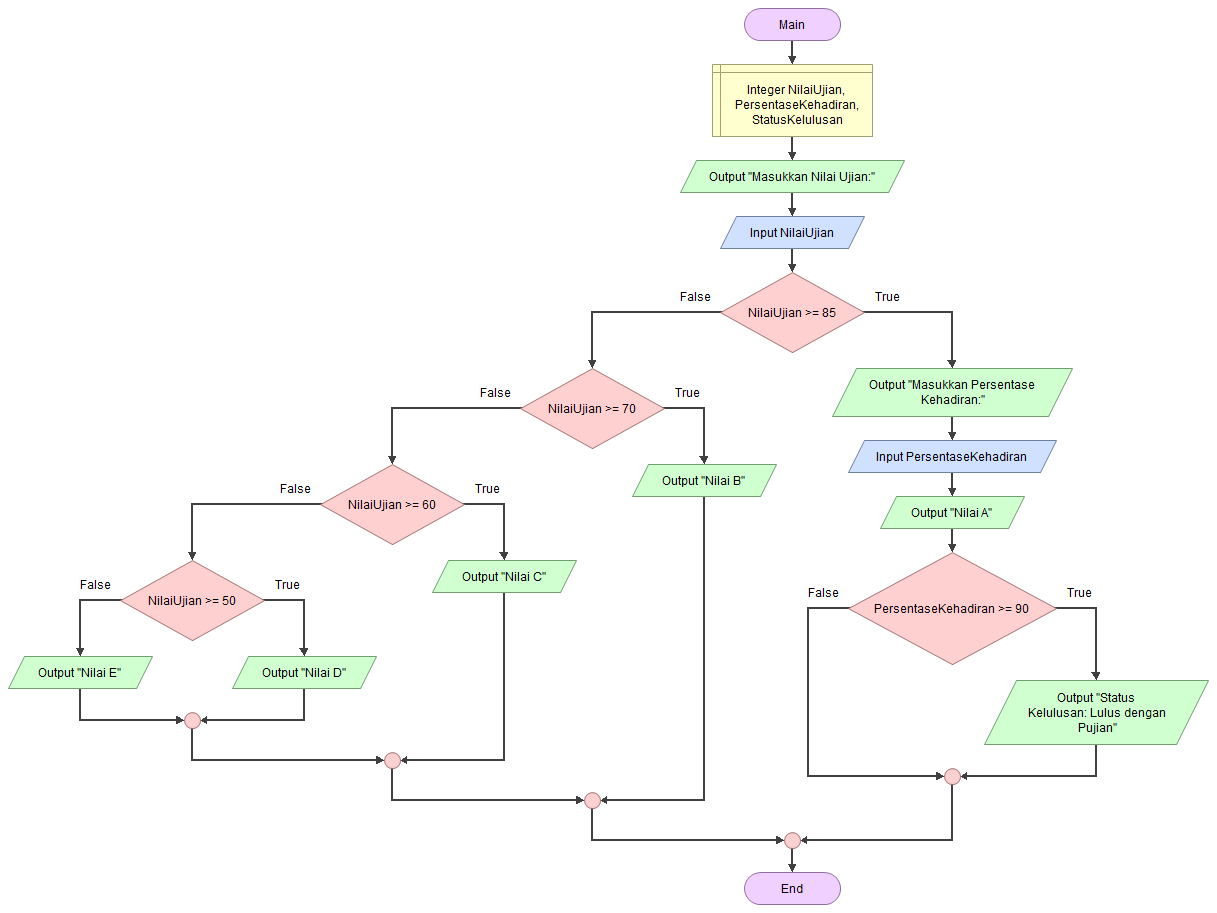 Main
Integer NilaiUjian,
PersentaseKehadiran,
StatusKelulusan
Output "Masukkan Nilai Ujian:"
Input NilaiUjian
NilaiUjian >= 85
False
True
NilaiUjian >= 70
False
True
Output "Masukkan Persentase
Kehadiran:"
Input PersentaseKehadiran
Output "Nilai A"
NilaiUjian >= 60
False
True
Output "Nilai B"
NilaiUjian >= 50
False
True
Output "Nilai C"
PersentaseKehadiran >= 90
False
True
Output "Nilai E"
Output "Nilai D"
Output "Status
Kelulusan: Lulus dengan
Pujian"
End